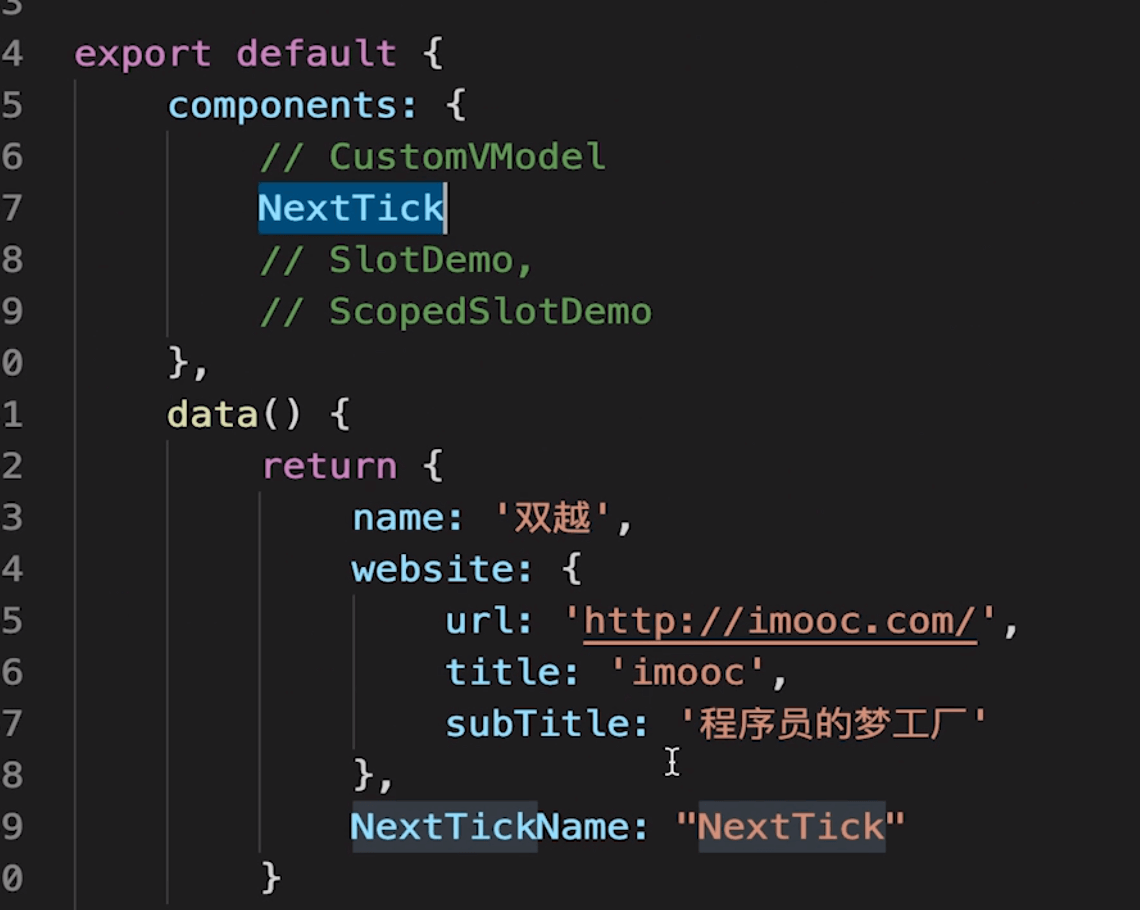 3
4 export default {
5 components: {
6 // CustomVModel
7 NextTick
8 // SlotDemo,
9 // ScopedSlotDemo
0 },
1 data() {
2 return {
3 name: '双越',
4 website: {
5 url: 'http://imooc.com/',
6 title: 'imooc',
7 subTitle: '程序员的梦工厂'
8 },
9 NextTickName: "NextTick"
0 }